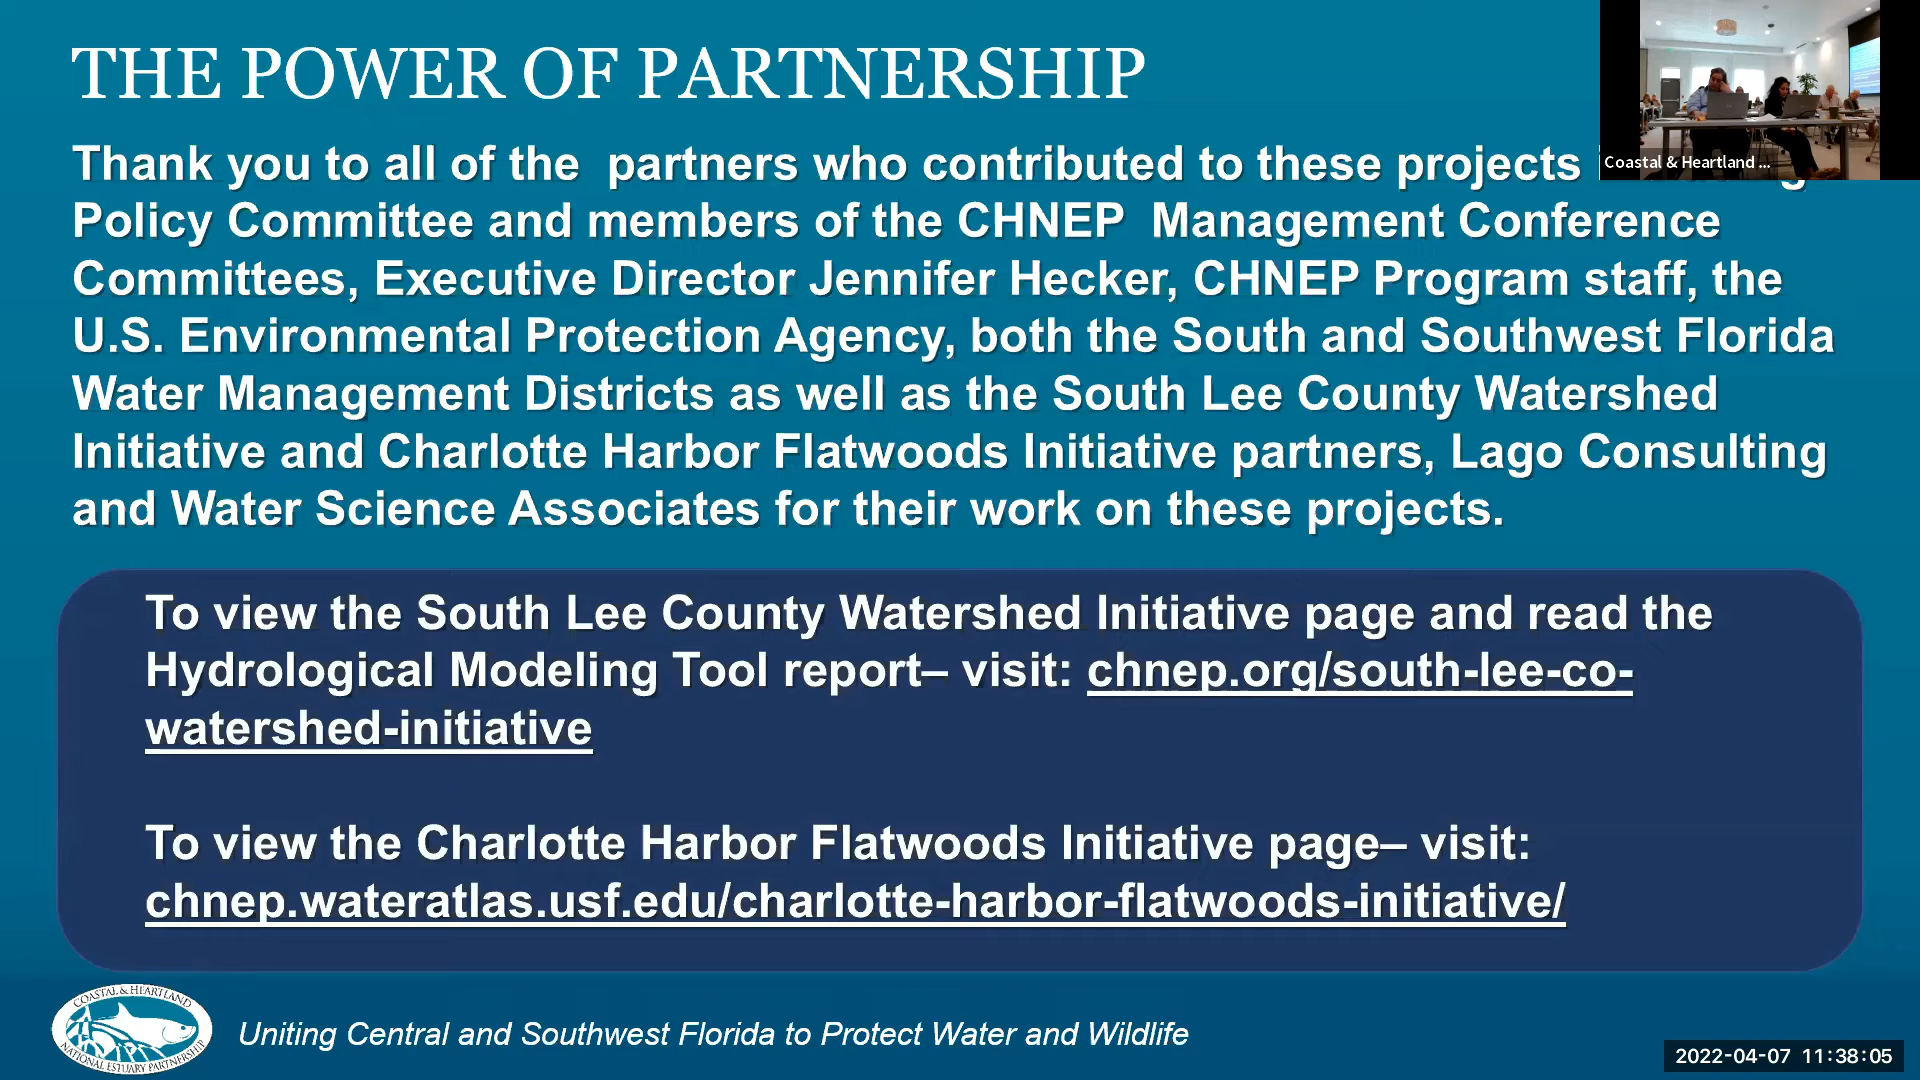 THE POWER OF PARTNERSHIP
Thank you to all of the partners who contributed to these projects
Policy Committee and members of the CHNEP Management Conference
Committees, Executive Director Jennifer Hecker, CHNEP Program staff, the
U.S. Environmental Protection Agency, both the South and Southwest Florida
Water Management Districts as well as the South Lee County Watershed
Initiative and Charlotte Harbor Flatwoods Initiative partners, Lago Consulting
and Water Science Associates for their work on these projects.
Coastal & Heartland ...
To view the South Lee County Watershed Initiative page and read the
Hydrological Modeling Tool report– visit: chnep.org/south-lee-co-
watershed-initiative
To view the Charlotte Harbor Flatwoods Initiative page– visit:
chnep.wateratlas.usf.edu/charlotte-harbor-flatwoods-initiative/
COASTAL & HEARTLAND
NATIONAL ESTUARY PARTNERSHIP
Uniting Central and Southwest Florida to Protect Water and Wildlife
2022-04-07 11:38:05